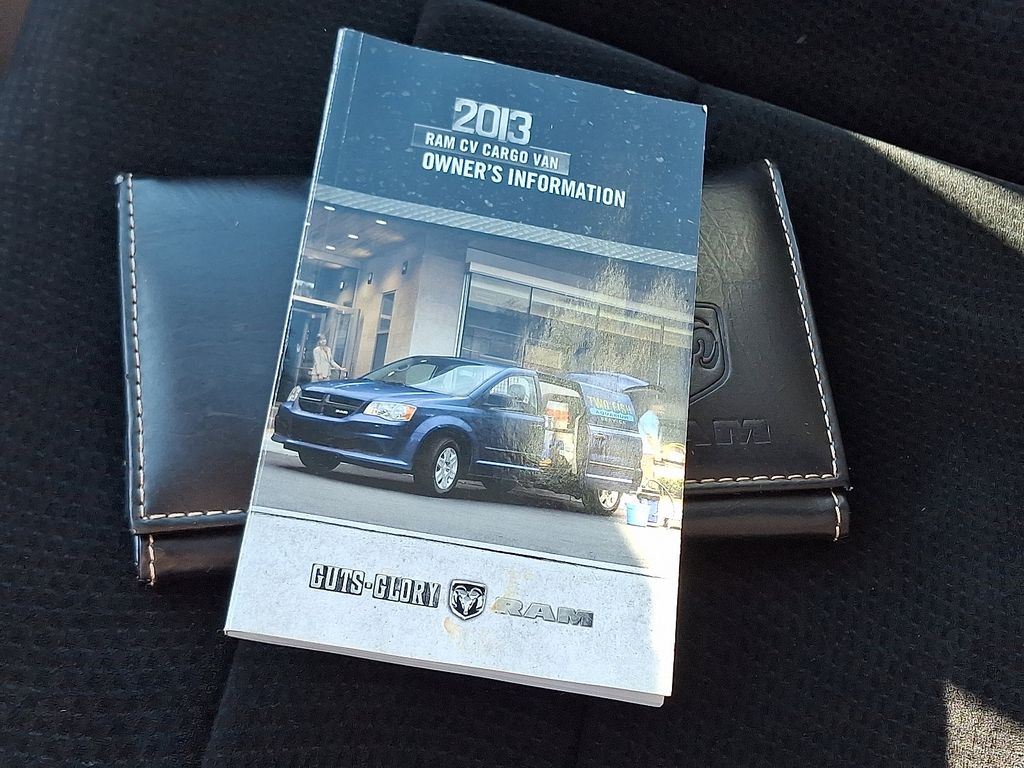 2013
RAM CV CARGO VAN
OWNER'S INFORMATION
GUTS·GLORY RAM
RAM